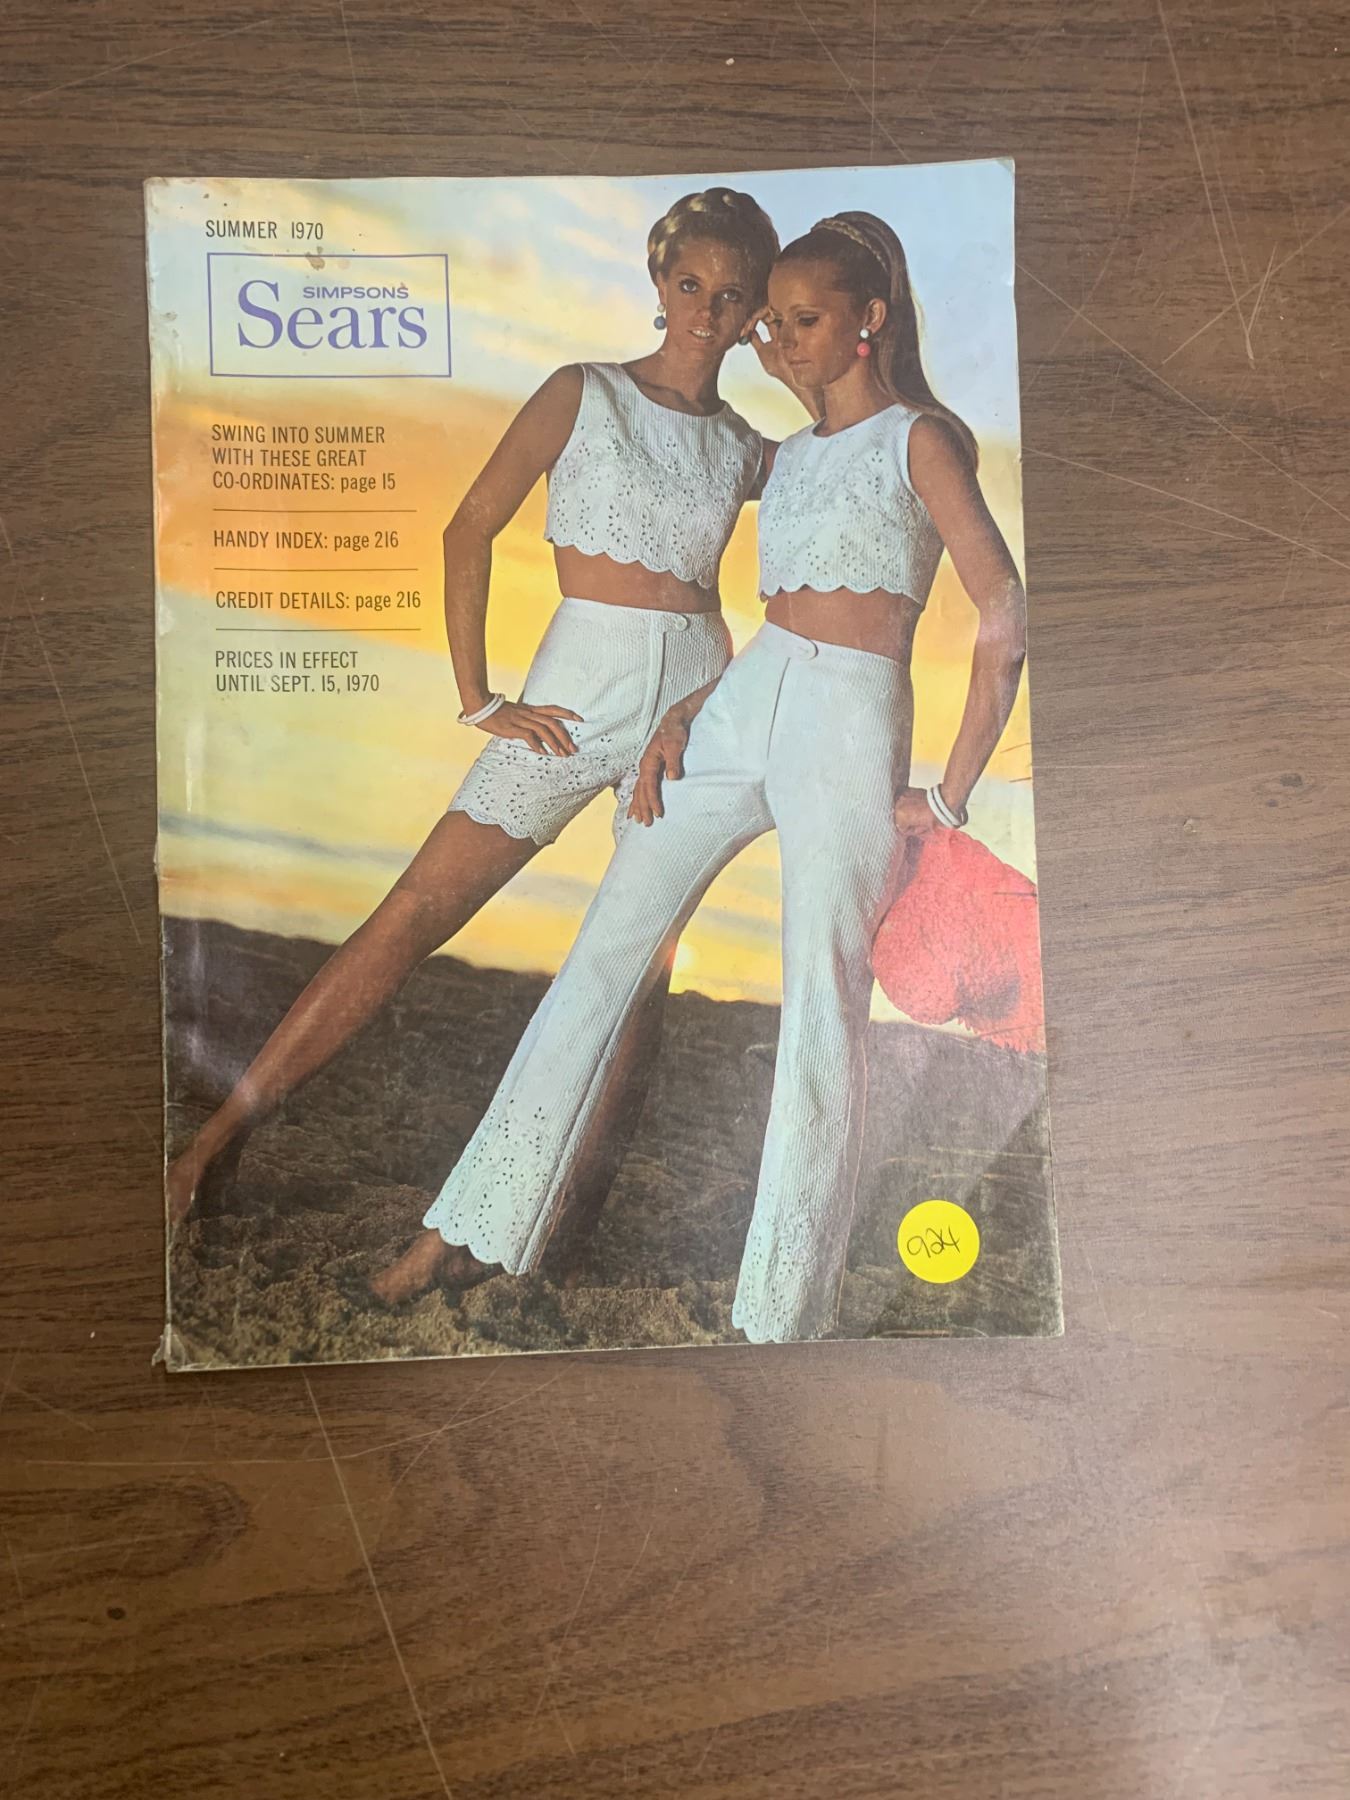 SUMMER 1970
SIMPSONS
Sears
SWING INTO SUMMER
WITH THESE GREAT
CO-ORDINATES: page 15
HANDY INDEX: page 216
CREDIT DETAILS: page 216
PRICES IN EFFECT
UNTIL SEPT. 15, 1970
924